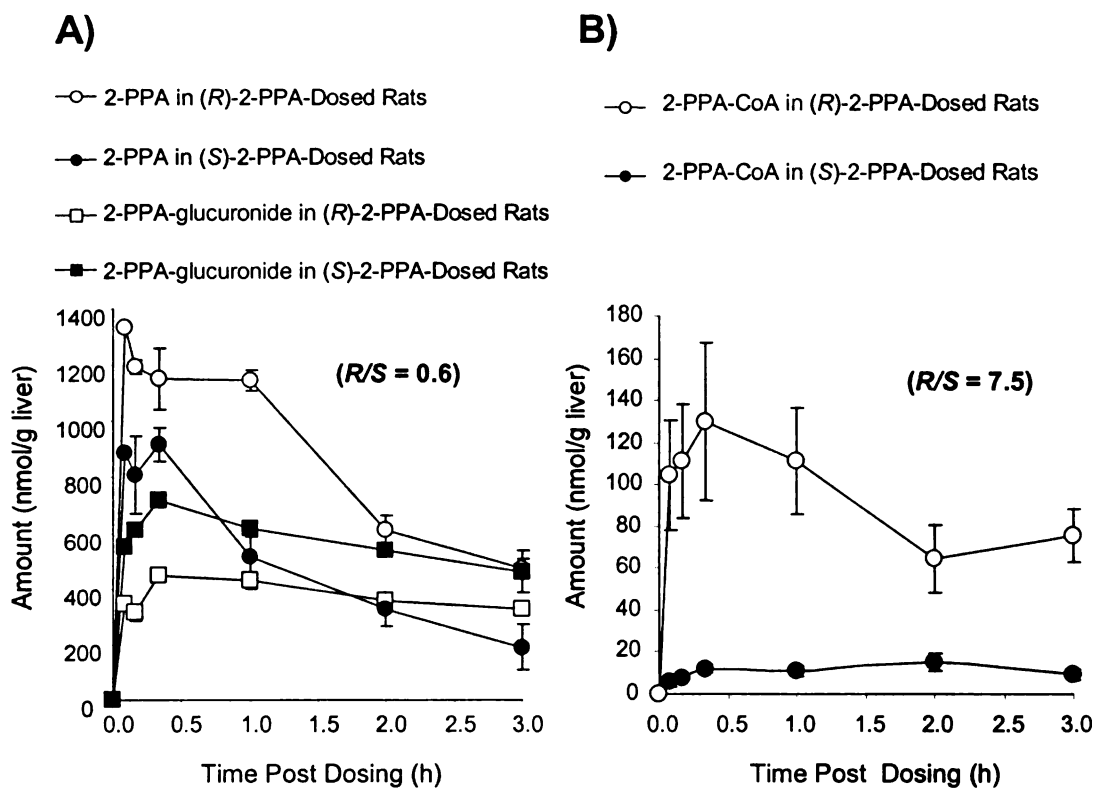 A)
2-PPA in (R)-2-PPA-Dosed Rats
2-PPA in (S)-2-PPA-Dosed Rats
2-PPA-glucuronide in (R)-2-PPA-Dosed Rats
2-PPA-glucuronide in (S)-2-PPA-Dosed Rats
1400
1200
1000
800
600
400
200
0
Amount (nmol/g liver)
(R/S = 0.6)
0.0 0.5 1.0 1.5 2.0 2.5 3.0
Time Post Dosing (h)
B)
2-PPA-CoA in (R)-2-PPA-Dosed Rats
2-PPA-CoA in (S)-2-PPA-Dosed Rats
180
160
140
120
100
80
60
40
20
0
Amount (nmol/g liver)
(R/S = 7.5)
0.0 0.5 1.0 1.5 2.0 2.5 3.0
Time Post Dosing (h)